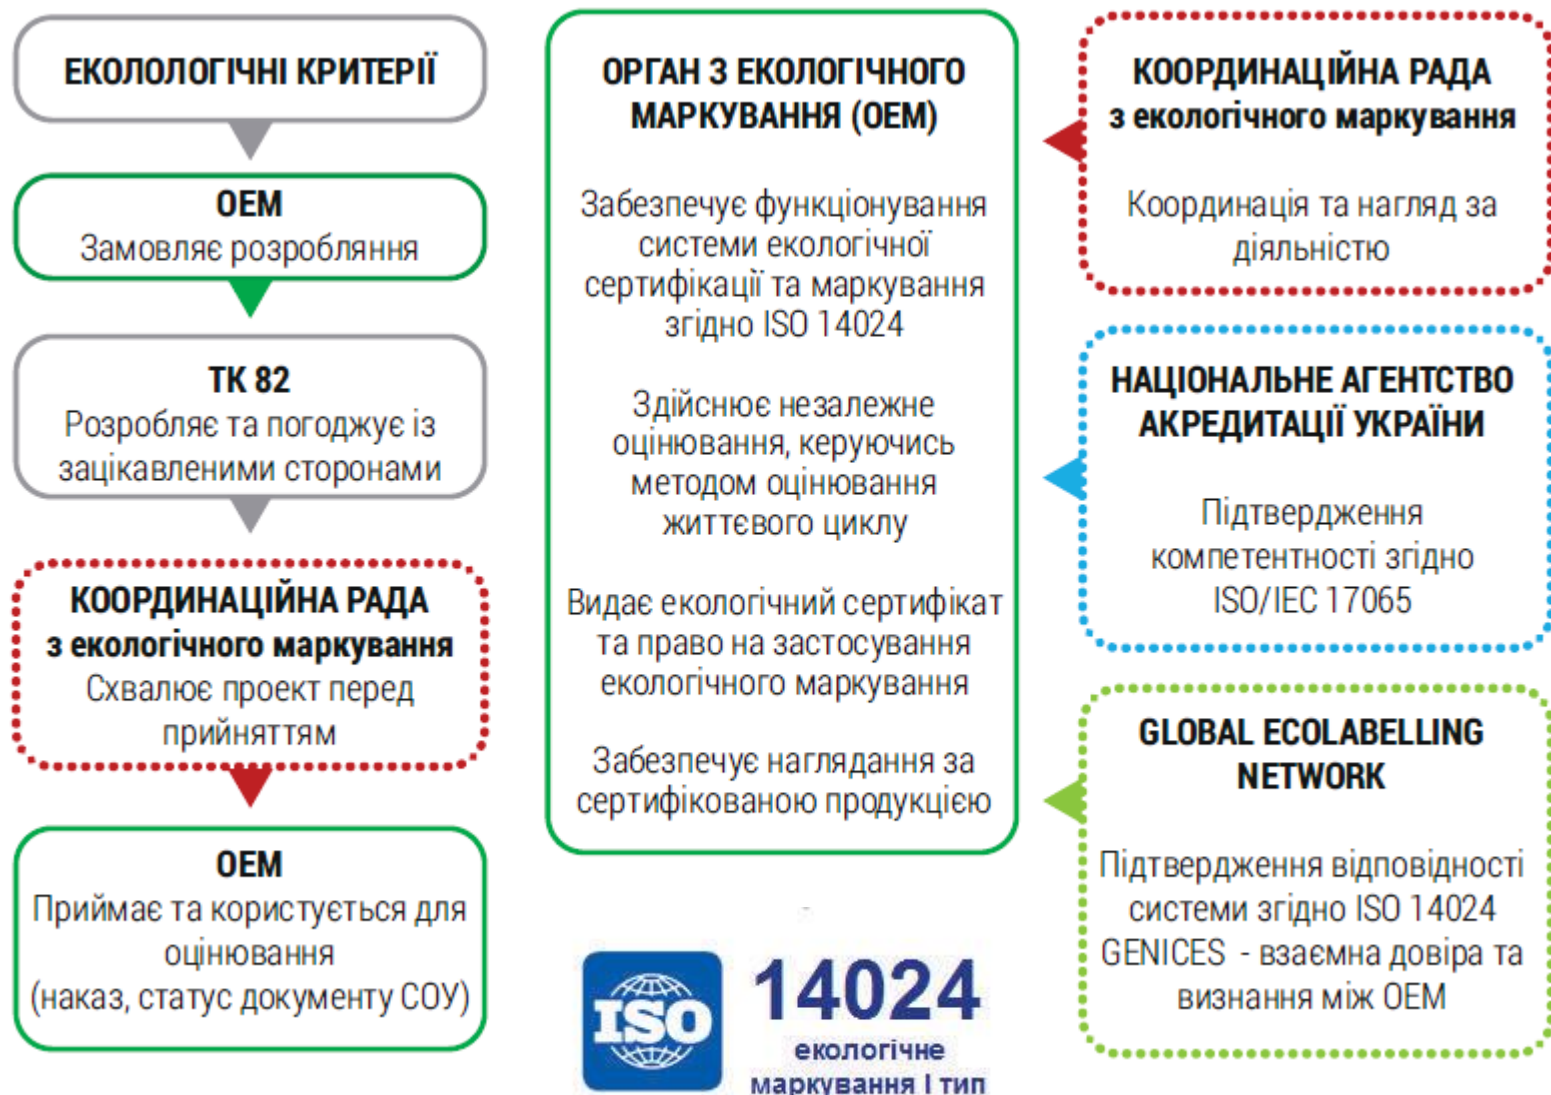 ЕКОЛОЛОГІЧНІ КРИТЕРІЇ
ОЕМ
Замовляє розробляння
ТК 82
Розробляє та погоджує із
зацікавленими сторонами
КООРДИНАЦІЙНА РАДА
з екологічного маркування
Схвалює проект перед
прийняттям
ОЕМ
Приймає та користується для
оцінювання
(наказ, статус документу СОУ)
ОРГАН З ЕКОЛОГІЧНОГО
МАРКУВАННЯ (ОЕМ)
Забезпечує функціонування
системи екологічної
сертифікації та маркування
згідно ISO 14024
Здійснює незалежне
оцінювання, керуючись
методом оцінювання
життєвого циклу
Видає екологічний сертифікат
та право на застосування
екологічного маркування
Забезпечує наглядання за
сертифікованою продукцією
ISO
14024
екологічне
маркування І тип
КООРДИНАЦІЙНА РАДА
з екологічного маркування
Координація та нагляд за
діяльністю
НАЦІОНАЛЬНЕ АГЕНТСТВО
АКРЕДИТАЦІЇ УКРАЇНИ
Підтвердження
компетентності згідно
ISO/IEC 17065
GLOBAL ECOLABELLING
NETWORK
Підтвердження відповідності
системи згідно ISO 14024
GENICES - взаємна довіра та
визнання між ОЕМ